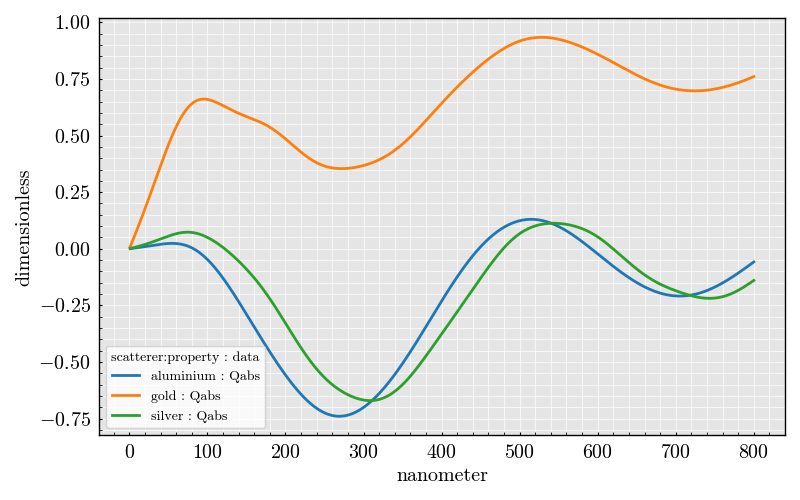 1.00
0.75
0.50
0.25
0.00
−0.25
−0.50
−0.75
dimensionless
scatterer:property : data
aluminium : Qabs
gold : Qabs
silver : Qabs
0 100 200 300 400 500 600 700 800
nanometer